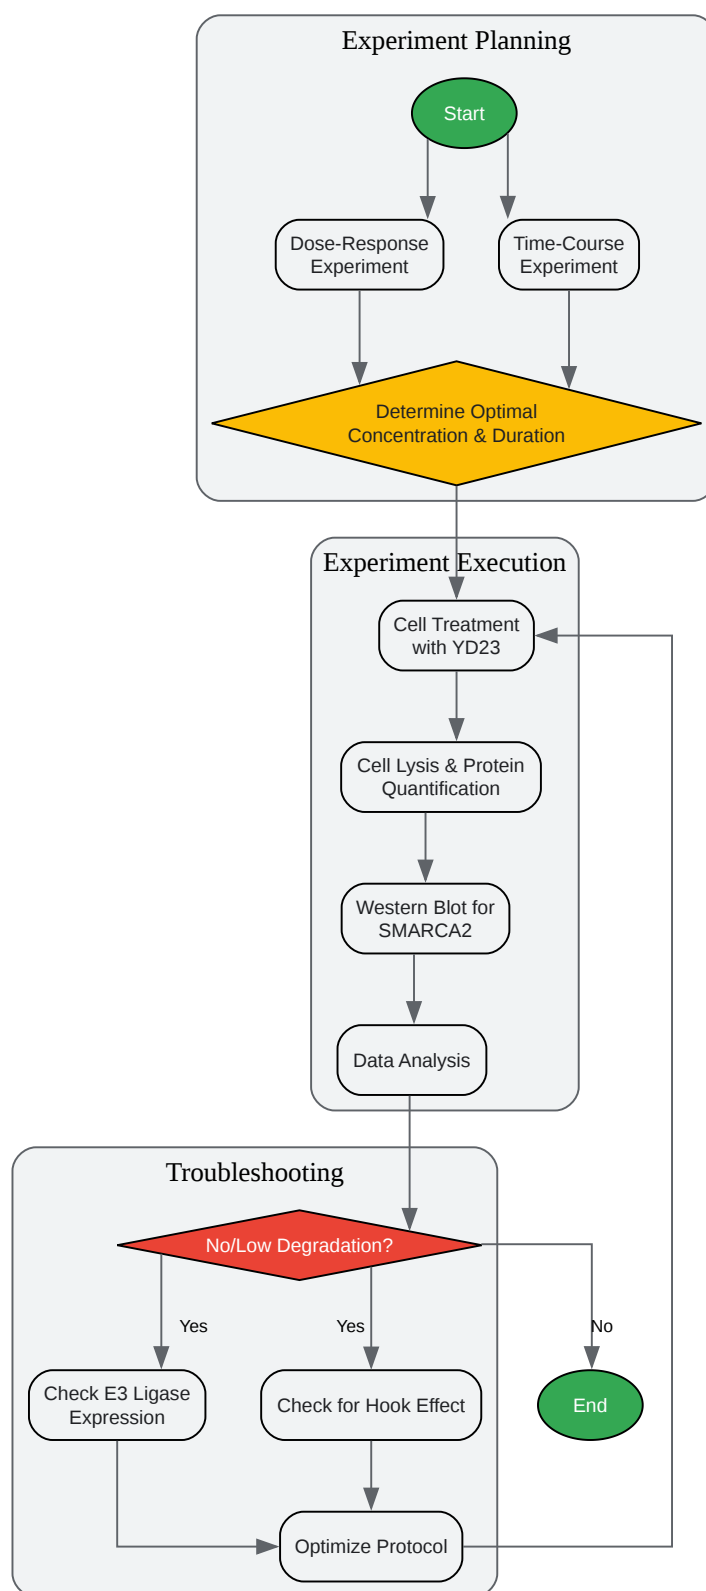 Experiment Planning
Start
Dose-Response
Experiment
Time-Course
Experiment
Determine Optimal
Concentration & Duration
Experiment Execution
Cell Treatment
with YD23
Cell Lysis & Protein
Quantification
Western Blot for
SMARCA2
Data Analysis
Troubleshooting
No/Low Degradation?
Yes
Yes
No
Check E3 Ligase
Expression
Check for Hook Effect
End
Optimize Protocol